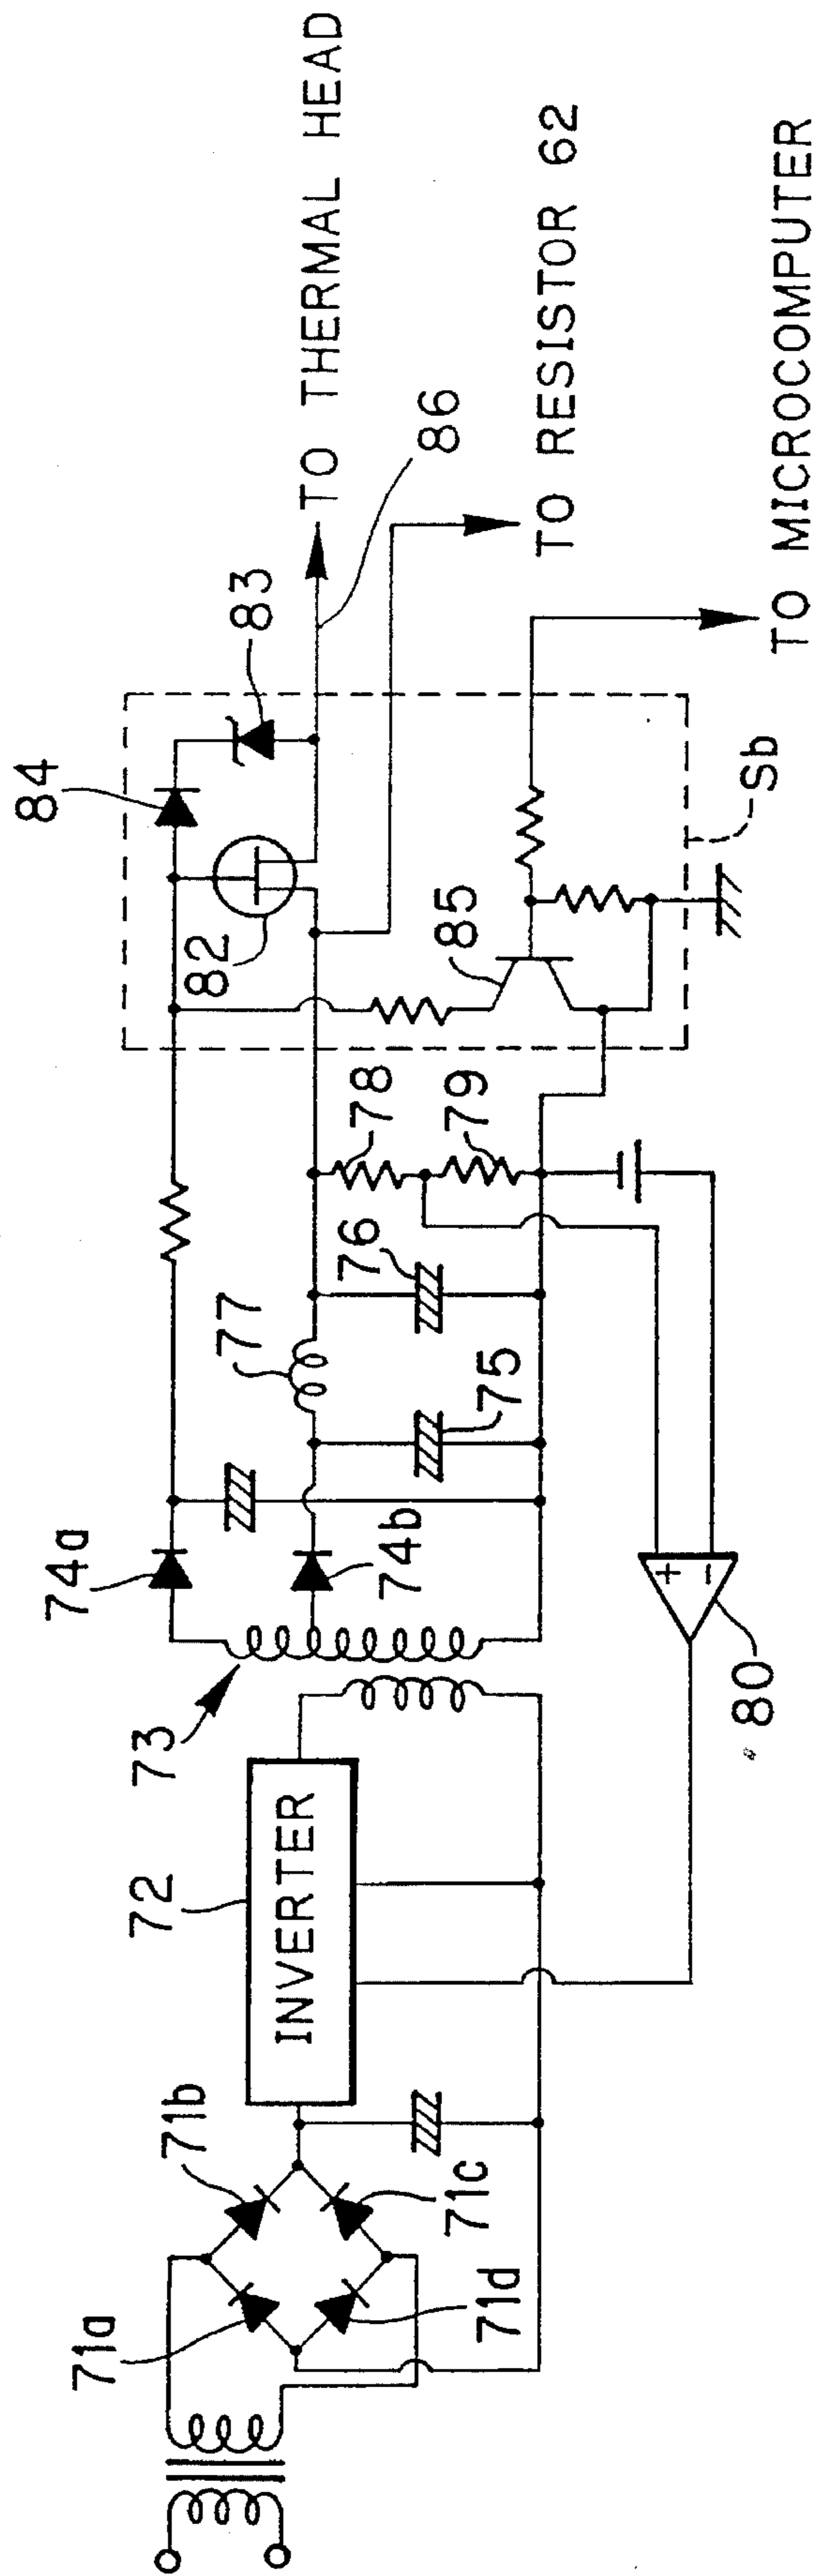 71a
71b
71c
71d
72
INVERTER
73
74a
74b
75
76
77
78
79
80
+
−
82
83
84
85
86
Sb
TO THERMAL HEAD
TO RESISTOR 62
TO MICROCOMPUTER